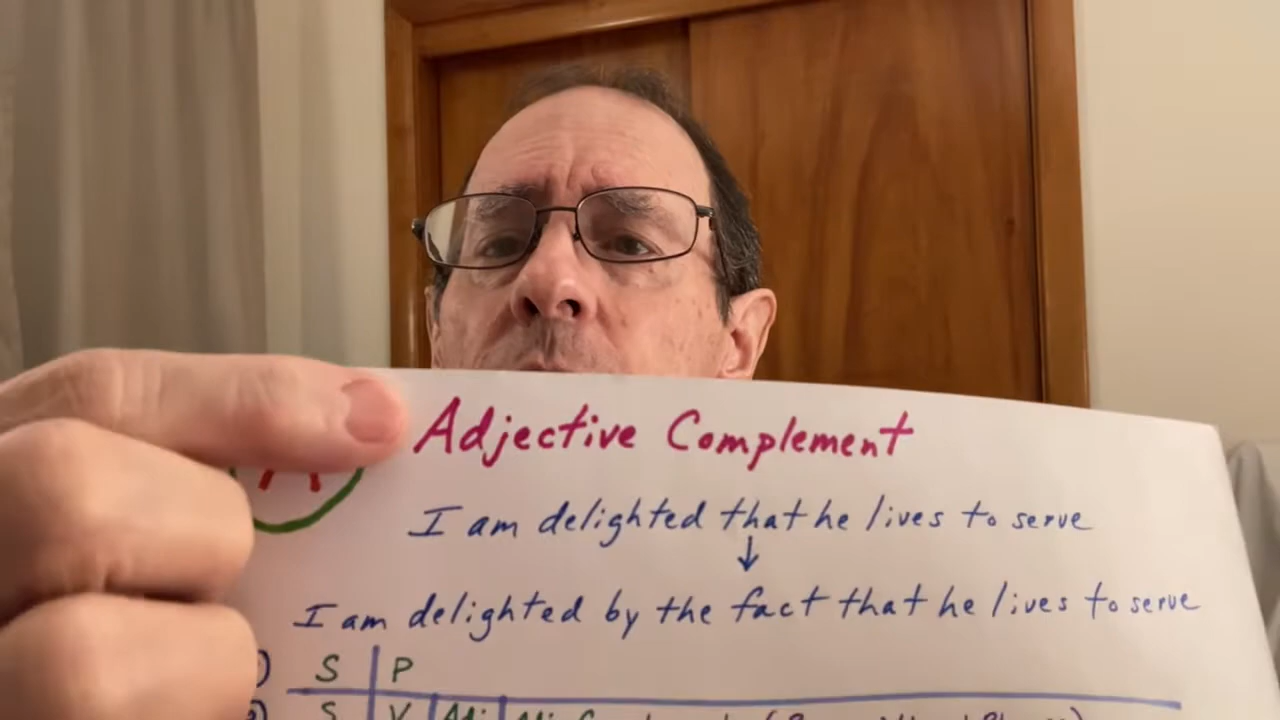 Adjective Complement
I am delighted that he lives to serve
↓
I am delighted by the fact that he lives to serve
S P
S V